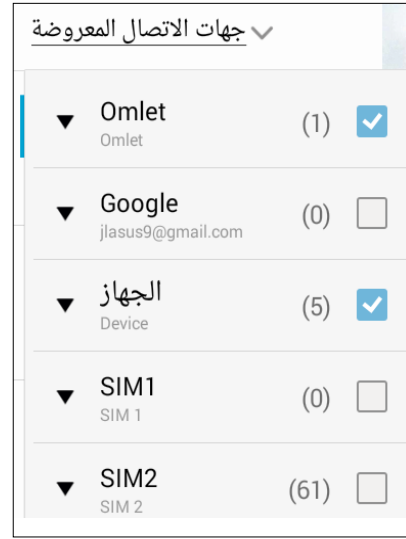 جهات الاتصال المعروضة
Omlet (1)
Omlet
Google (0)
jlasus9@gmail.com
الجهاز (5)
Device
SIM1 (0)
SIM 1
SIM2 (61)
SIM 2